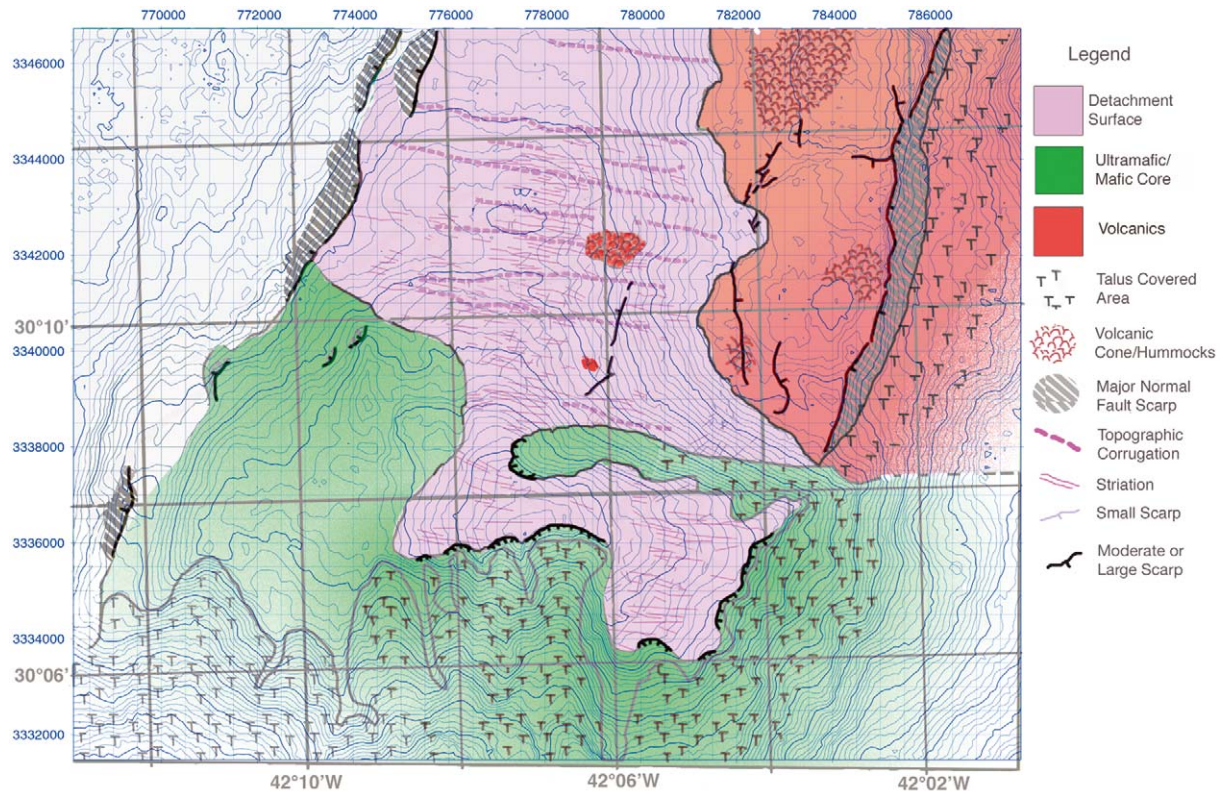 770000 772000 774000 776000 778000 780000 782000 784000 786000
3346000
3344000
3342000
30°10'
3340000
3338000
3336000
3334000
30°06'
3332000
42°10'W 42°06'W 42°02'W
Legend
Detachment
Surface
Ultramafic/
Mafic Core
Volcanics
Talus Covered
Area
Volcanic
Cone/Hummocks
Major Normal
Fault Scarp
Topographic
Corrugation
Striation
Small Scarp
Moderate or
Large Scarp